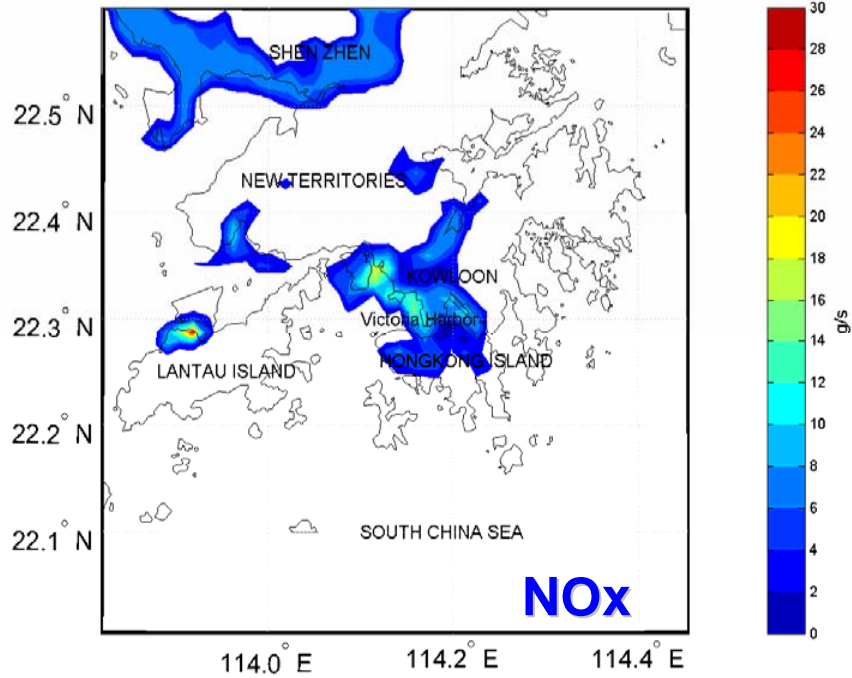 SHEN ZHEN
NEW TERRITORIES
KOWLOON
Victoria Harbor
HONGKONG ISLAND
LANTAU ISLAND
SOUTH CHINA SEA
NOx
22.5° N
22.4° N
22.3° N
22.2° N
22.1° N
114.0° E
114.2° E
114.4° E
30
28
26
24
22
20
18
16
14
12
10
8
6
4
2
0
g/s